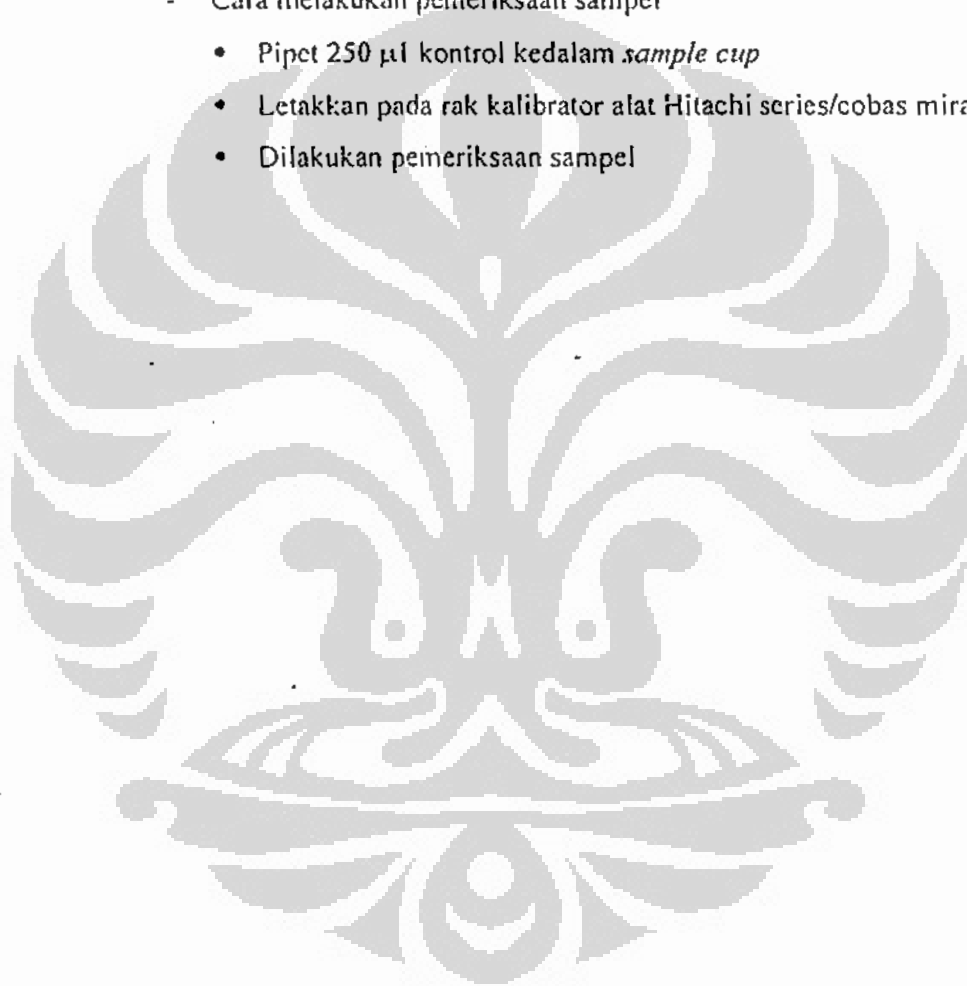 - Cara melakukan pemeriksaan sampel
• Pipet 250 µl kontrol kedalam sample cup
• Letakkan pada rak kalibrator alat Hitachi series/cobas mira
• Dilakukan pemeriksaan sampel